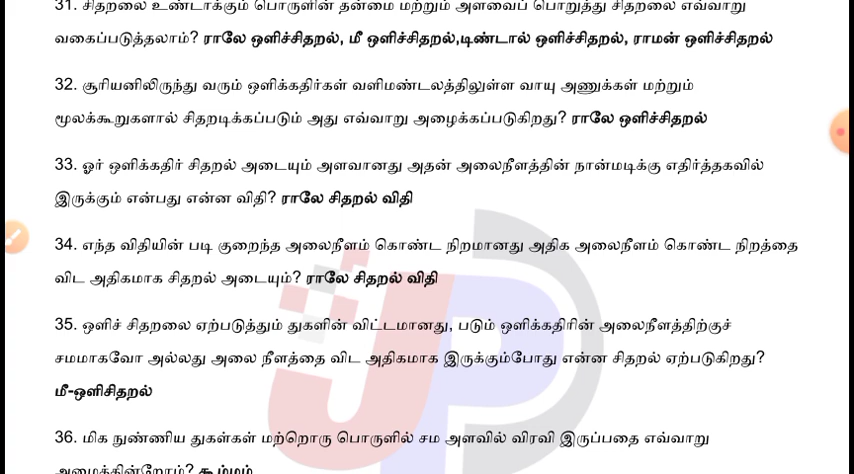 31. சிதறலை உண்டாக்கும் பொருளின் தன்மை மற்றும் அளவைப் பொறுத்து சிதறலை எவ்வாறு
வகைப்படுத்தலாம்? ராலே ஒளிச்சிதறல், மீ ஒளிச்சிதறல்,டிண்டால் ஒளிச்சிதறல், ராமன் ஒளிச்சிதறல்
32. சூரியனிலிருந்து வரும் ஒளிக்கதிர்கள் வளிமண்டலத்திலுள்ள வாயு அணுக்கள் மற்றும்
மூலக்கூறுகளால் சிதறடிக்கப்படும் அது எவ்வாறு அழைக்கப்படுகிறது? ராலே ஒளிச்சிதறல்
33. ஓர் ஒளிக்கதிர் சிதறல் அடையும் அளவானது அதன் அலைநீளத்தின் நான்மடிக்கு எதிர்த்தகவில்
இருக்கும் என்பது என்ன விதி? ராலே சிதறல் விதி
34. எந்த விதியின் படி குறைந்த அலைநீளம் கொண்ட நிறமானது அதிக அலைநீளம் கொண்ட நிறத்தை
விட அதிகமாக சிதறல் அடையும்? ராலே சிதறல் விதி
35. ஒளிச் சிதறலை ஏற்படுத்தும் துகளின் விட்டமானது, படும் ஒளிக்கதிரின் அலைநீளத்திற்குச்
சமமாகவோ அல்லது அலை நீளத்தை விட அதிகமாக இருக்கும்போது என்ன சிதறல் ஏற்படுகிறது?
மீ-ஒளிசிதறல்
36. மிக நுண்ணிய துகள்கள் மற்றொரு பொருளில் சம அளவில் விரவி இருப்பதை எவ்வாறு
அழைக்கின்றோம்? கூழ்மம்
JP